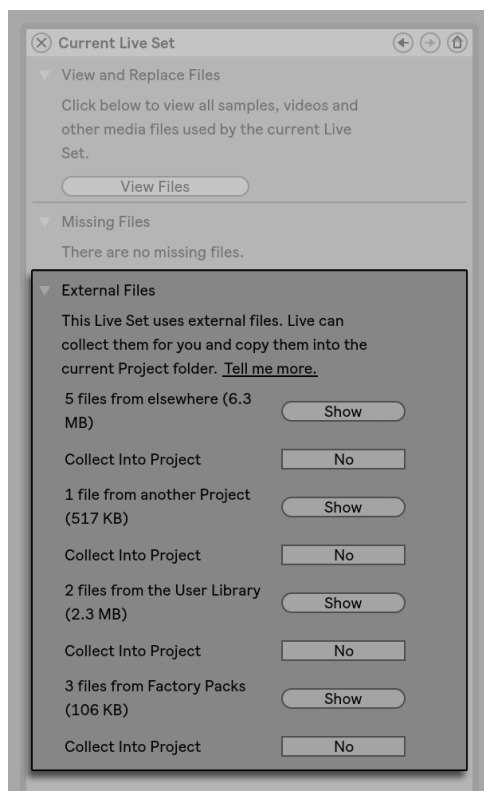 Current Live Set
View and Replace Files
Click below to view all samples, videos and
other media files used by the current Live
Set.
View Files
Missing Files
There are no missing files.
External Files
This Live Set uses external files. Live can
collect them for you and copy them into the
current Project folder. Tell me more.
5 files from elsewhere (6.3
MB)
Show
Collect Into Project
No
1 file from another Project
(517 KB)
Show
Collect Into Project
No
2 files from the User Library
(2.3 MB)
Show
Collect Into Project
No
3 files from Factory Packs
(106 KB)
Show
Collect Into Project
No